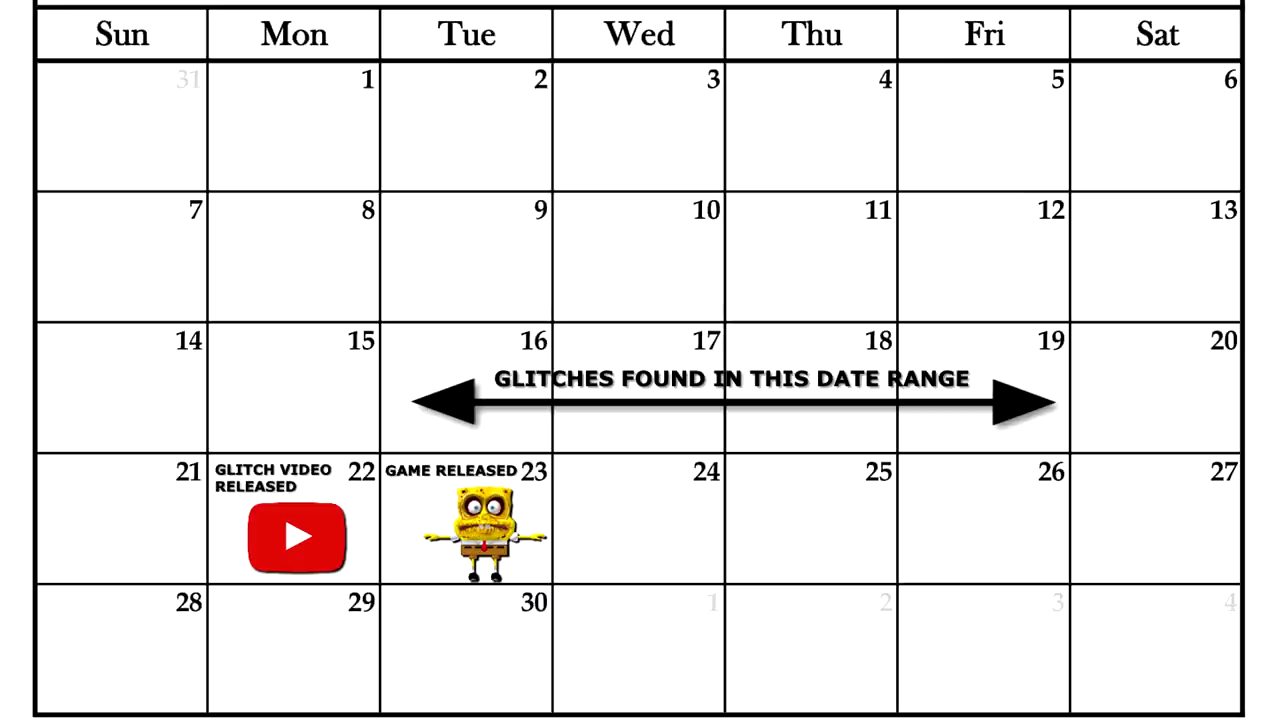 Sun Mon Tue Wed Thu Fri Sat
31 1 2 3 4 5 6
7 8 9 10 11 12 13
14 15 16 17 18 19 20
GLITCHES FOUND IN THIS DATE RANGE
21 22 23 24 25 26 27
GLITCH VIDEO
RELEASED
GAME RELEASED
28 29 30 1 2 3 4